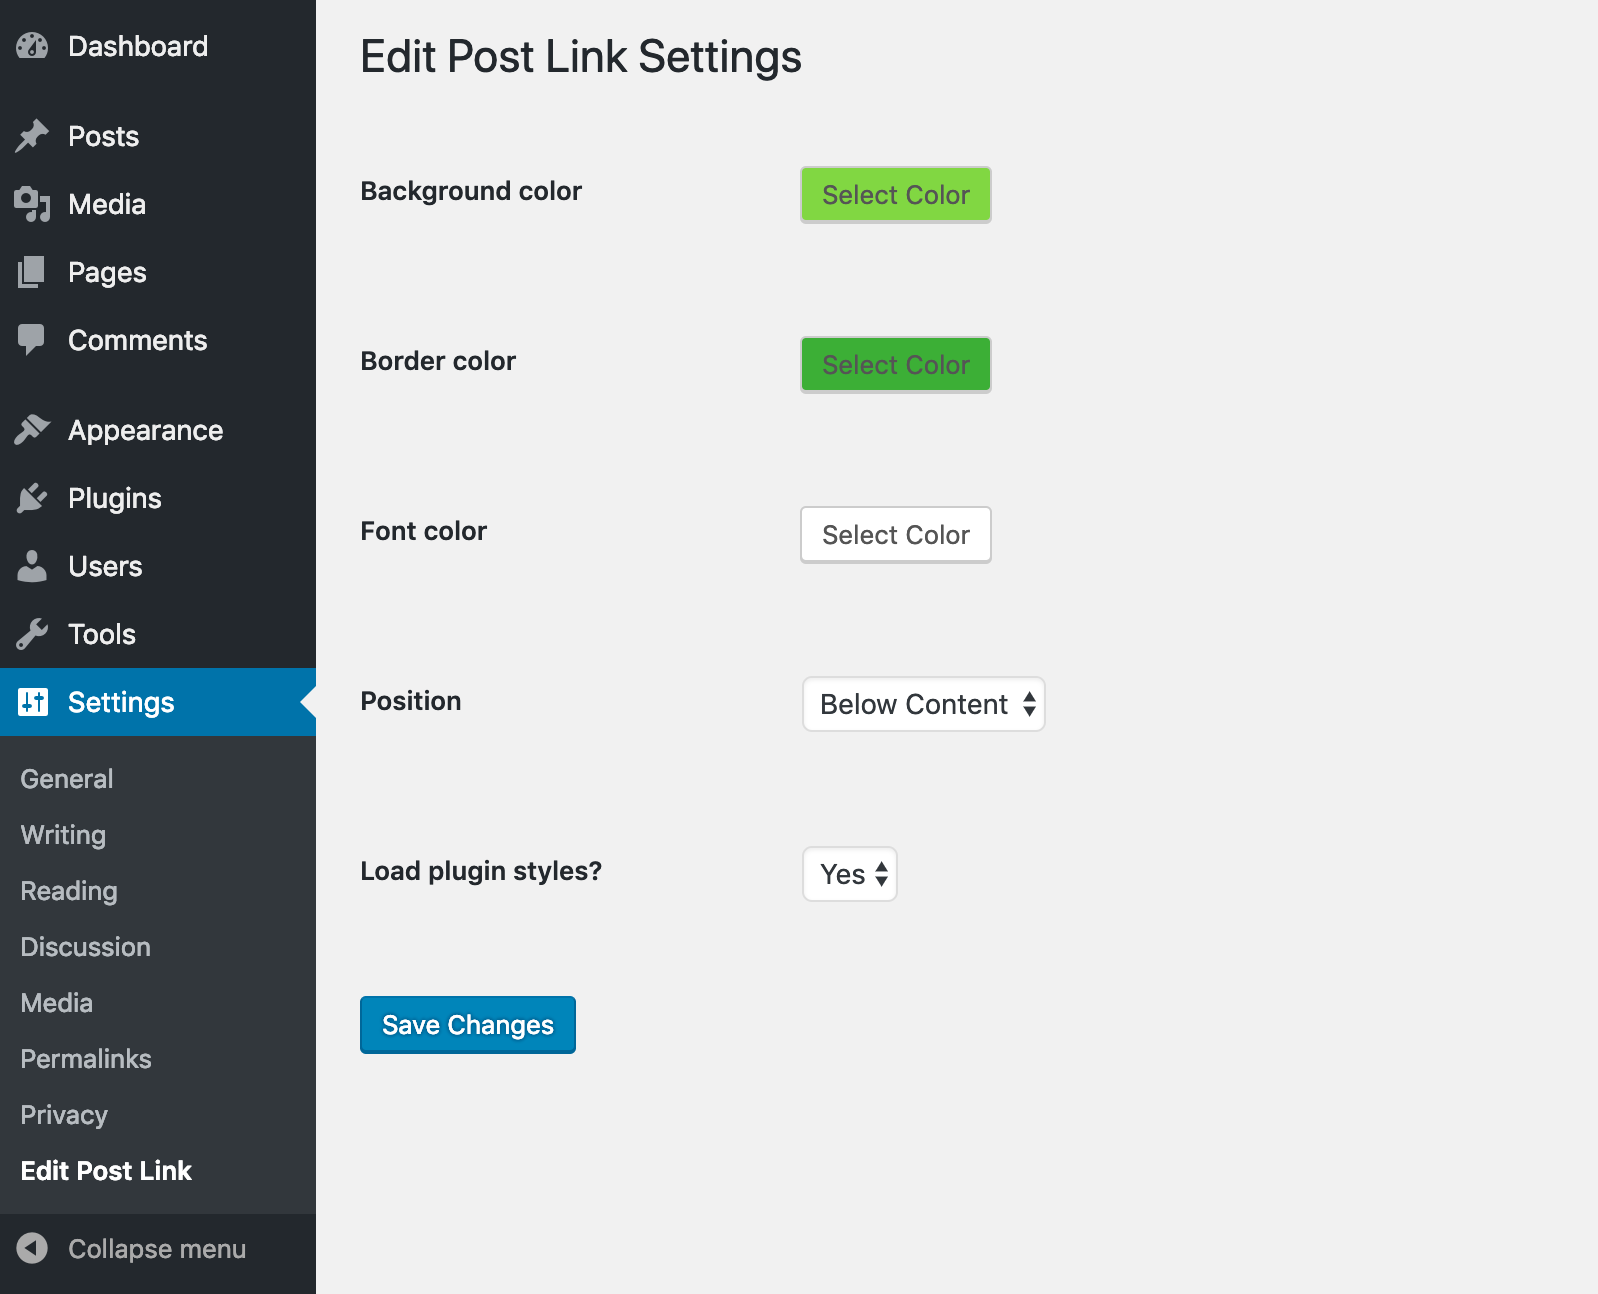 Dashboard
Posts
Media
Pages
Comments
Appearance
Plugins
Users
Tools
Settings
General
Writing
Reading
Discussion
Media
Permalinks
Privacy
Edit Post Link
Collapse menu
Edit Post Link Settings
Background color
Select Color
Border color
Select Color
Font color
Select Color
Position
Below Content
Load plugin styles?
Yes
Save Changes